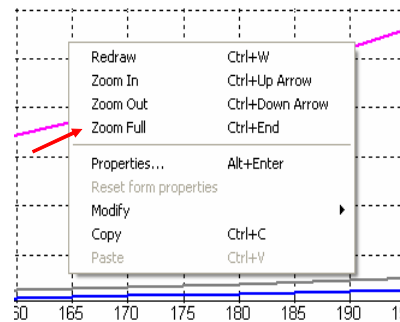 Redraw Ctrl+W
Zoom In Ctrl+Up Arrow
Zoom Out Ctrl+Down Arrow
Zoom Full Ctrl+End
Properties... Alt+Enter
Reset form properties
Modify
Copy Ctrl+C
Paste Ctrl+V
165 170 175 180 185 190